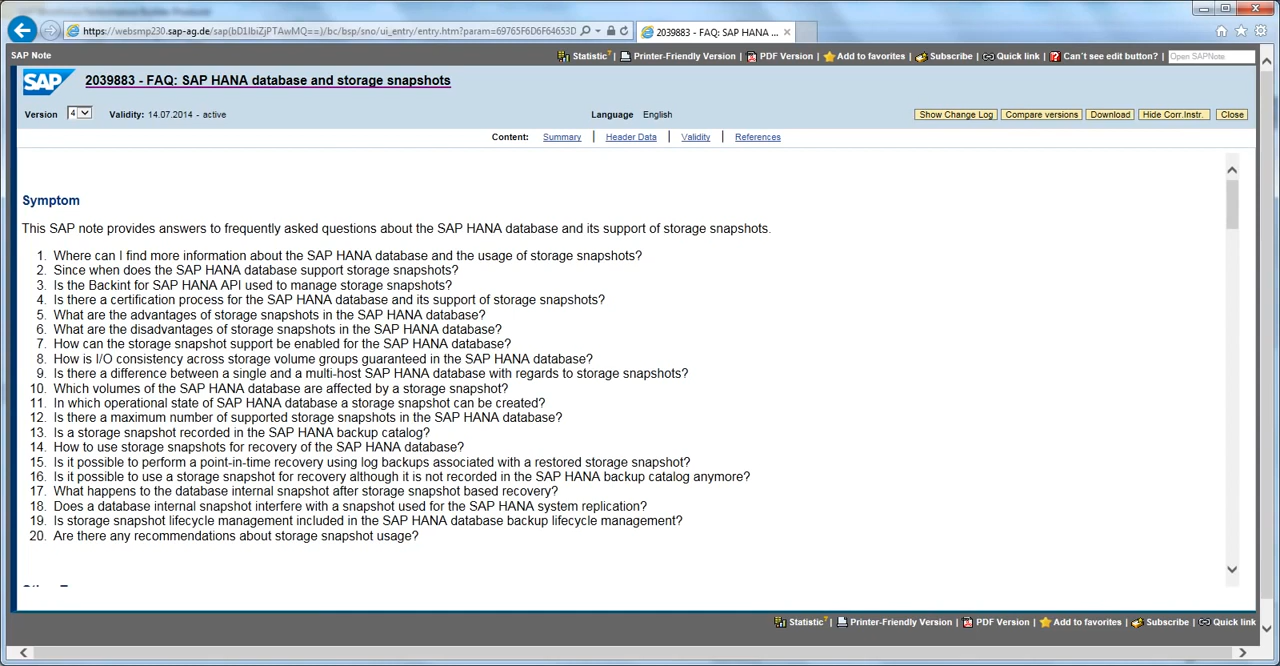 https://websmp230.sap-ag.de/sap(bD1lbiZjPTAwMQ==)/bc/bsp/sno/ui_entry/entry.htm?param=69765F6D6F64653D
2039883 - FAQ: SAP HANA ...
SAP Note
Statistic
Printer-Friendly Version
PDF Version
Add to favorites
Subscribe
Quick link
Can't see edit button?
Open SAPNote
SAP
2039883 - FAQ: SAP HANA database and storage snapshots
Version 4 Validity: 14.07.2014 - active Language English
Show Change Log Compare versions Download Hide Corr.Instr. Close
Content: Summary | Header Data | Validity | References
Symptom
This SAP note provides answers to frequently asked questions about the SAP HANA database and its support of storage snapshots.
1. Where can I find more information about the SAP HANA database and the usage of storage snapshots?
2. Since when does the SAP HANA database support storage snapshots?
3. Is the Backint for SAP HANA API used to manage storage snapshots?
4. Is there a certification process for the SAP HANA database and its support of storage snapshots?
5. What are the advantages of storage snapshots in the SAP HANA database?
6. What are the disadvantages of storage snapshots in the SAP HANA database?
7. How can the storage snapshot support be enabled for the SAP HANA database?
8. How is I/O consistency across storage volume groups guaranteed in the SAP HANA database?
9. Is there a difference between a single and a multi-host SAP HANA database with regards to storage snapshots?
10. Which volumes of the SAP HANA database are affected by a storage snapshot?
11. In which operational state of SAP HANA database a storage snapshot can be created?
12. Is there a maximum number of supported storage snapshots in the SAP HANA database?
13. Is a storage snapshot recorded in the SAP HANA backup catalog?
14. How to use storage snapshots for recovery of the SAP HANA database?
15. Is it possible to perform a point-in-time recovery using log backups associated with a restored storage snapshot?
16. Is it possible to use a storage snapshot for recovery although it is not recorded in the SAP HANA backup catalog anymore?
17. What happens to the database internal snapshot after storage snapshot based recovery?
18. Does a database internal snapshot interfere with a snapshot used for the SAP HANA system replication?
19. Is storage snapshot lifecycle management included in the SAP HANA database backup lifecycle management?
20. Are there any recommendations about storage snapshot usage?
Statistic | Printer-Friendly Version | PDF Version | Add to favorites | Subscribe | Quick link